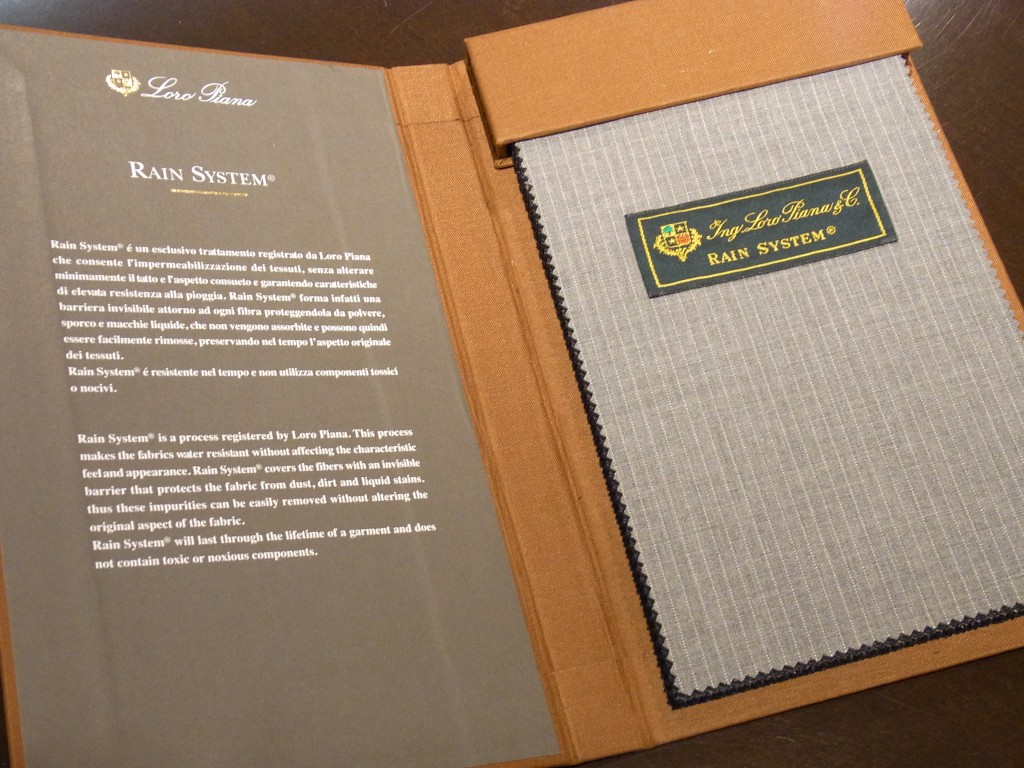 Loro Piana
RAIN SYSTEM®
Rain System® é un esclusivo trattamento registrato da Loro Piana
che consente l'impermeabilizzazione dei tessuti, senza alterare
minimamente il tatto e l'aspetto consueto e garantendo caratteristiche
di elevata resistenza alla pioggia. Rain System® forma infatti una
barriera invisibile attorno ad ogni fibra proteggendola da polvere,
sporco e macchie liquide, che non vengono assorbite e possono quindi
essere facilmente rimosse, preservando nel tempo l'aspetto originale
dei tessuti.
Rain System® é resistente nel tempo e non utilizza componenti tossici
o nocivi.
Rain System® is a process registered by Loro Piana. This process
makes the fabrics water resistant without affecting the characteristic
feel and appearance. Rain System® covers the fibers with an invisible
barrier that protects the fabric from dust, dirt and liquid stains.
thus these impurities can be easily removed without altering the
original aspect of the fabric.
Rain System® will last through the lifetime of a garment and does
not contain toxic or noxious components.
Ing. Loro Piana & C.
RAIN SYSTEM®